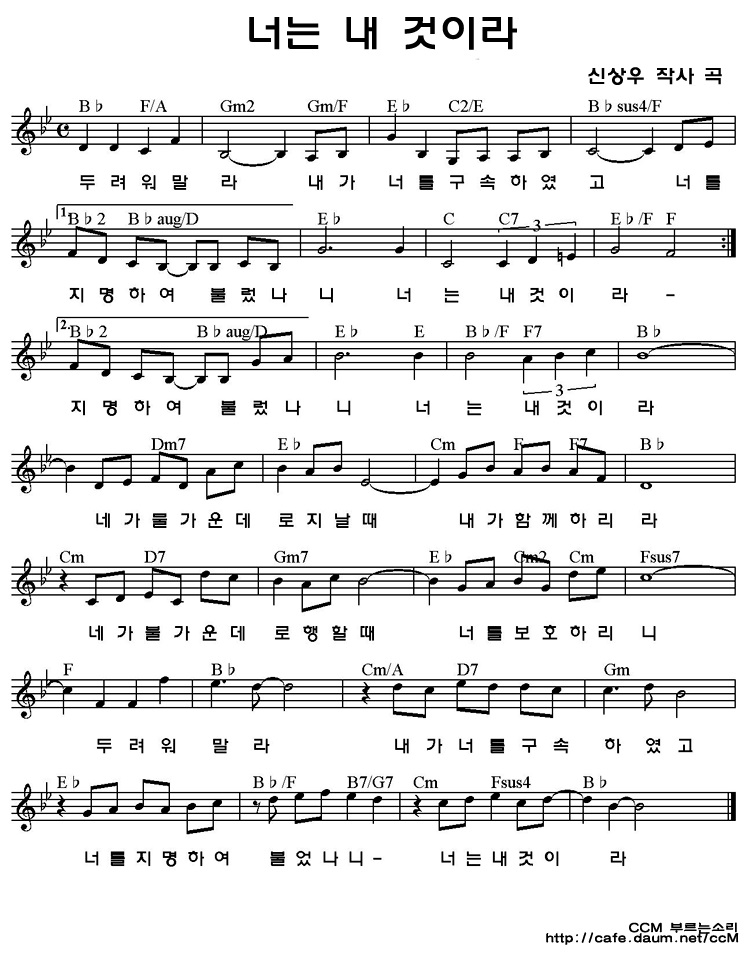 너는 내 것이라
신상우 작사 곡
B♭ F/A Gm2 Gm/F E♭ C2/E B♭sus4/F
두 려 워 말 라 내 가 너 를 구 속 하 였 고 너 를
1. B♭2 B♭aug/D E♭ C C7 3 E♭/F F
지 명 하 여 불 렀 나 니 너 는 내 것 이 라 -
2. B♭2 B♭aug/D E♭ E B♭/F F7 B♭
3
지 명 하 여 불 렀 나 니 너 는 내 것 이 라
Dm7 E♭ Cm F F7 B♭
네 가 물 가 운 데 로 지 날 때 내 가 함 께 하 리 라
Cm D7 Gm7 E♭ Cm2 Cm Fsus7
네 가 불 가 운 데 로 행 할 때 너 를 보 호 하 리 니
F B♭ Cm/A D7 Gm
두 려 워 말 라 내 가 너 를 구 속 하 였 고
E♭ B♭/F B7/G7 Cm Fsus4 B♭
너 를 지 명 하 여 불 었 나 니 - 너 는 내 것 이 라
CCM 부르는소리
http://cafe.daum.net/7ccM